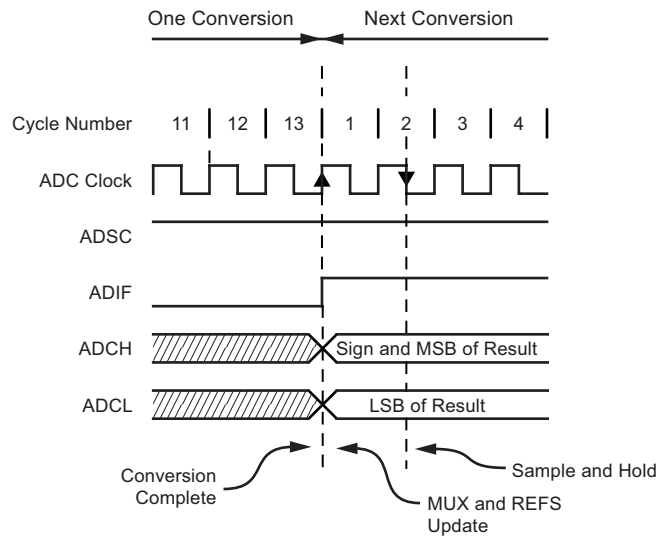 One Conversion Next Conversion
Cycle Number 11 12 13 1 2 3 4
ADC Clock
ADSC
ADIF
ADCH Sign and MSB of Result
ADCL LSB of Result
Conversion
Complete
MUX and REFS
Update
Sample and Hold